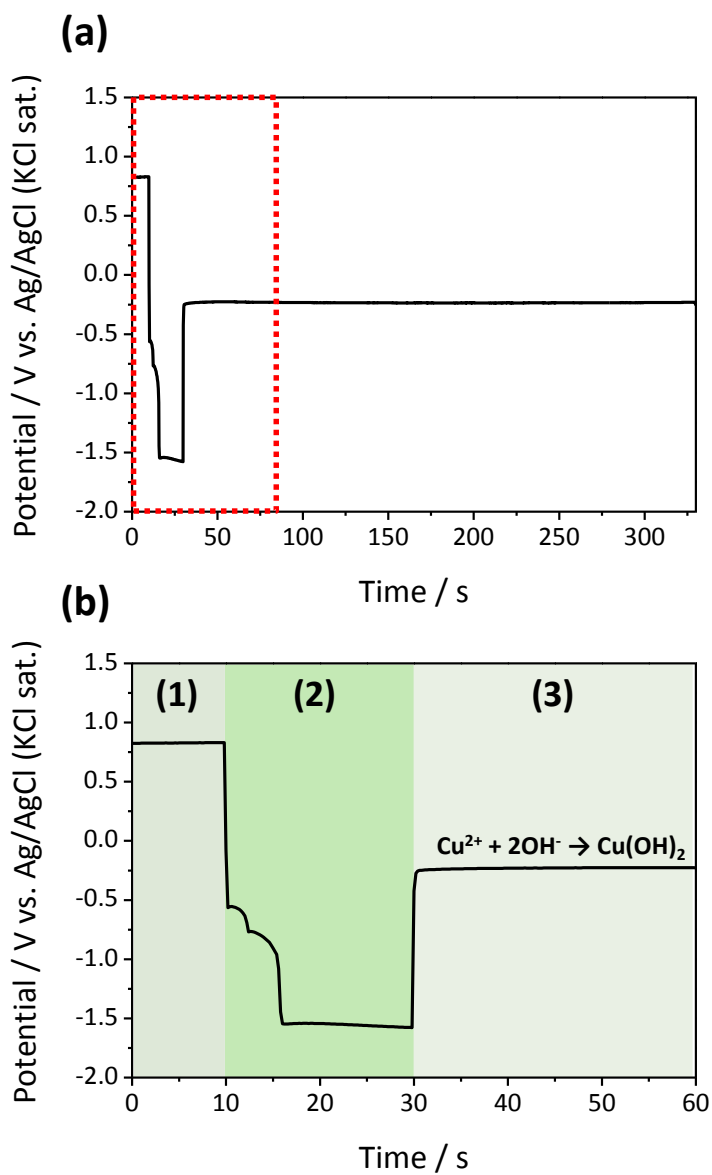 (a)
Potential / V vs. Ag/AgCl (KCl sat.)
1.5
1.0
0.5
0.0
-0.5
-1.0
-1.5
-2.0
0 50 100 150 200 250 300
Time / s
(b)
Potential / V vs. Ag/AgCl (KCl sat.)
1.5
1.0
0.5
0.0
-0.5
-1.0
-1.5
-2.0
(1) (2) (3)
Cu²⁺ + 2OH⁻ → Cu(OH)₂
0 10 20 30 40 50 60
Time / s